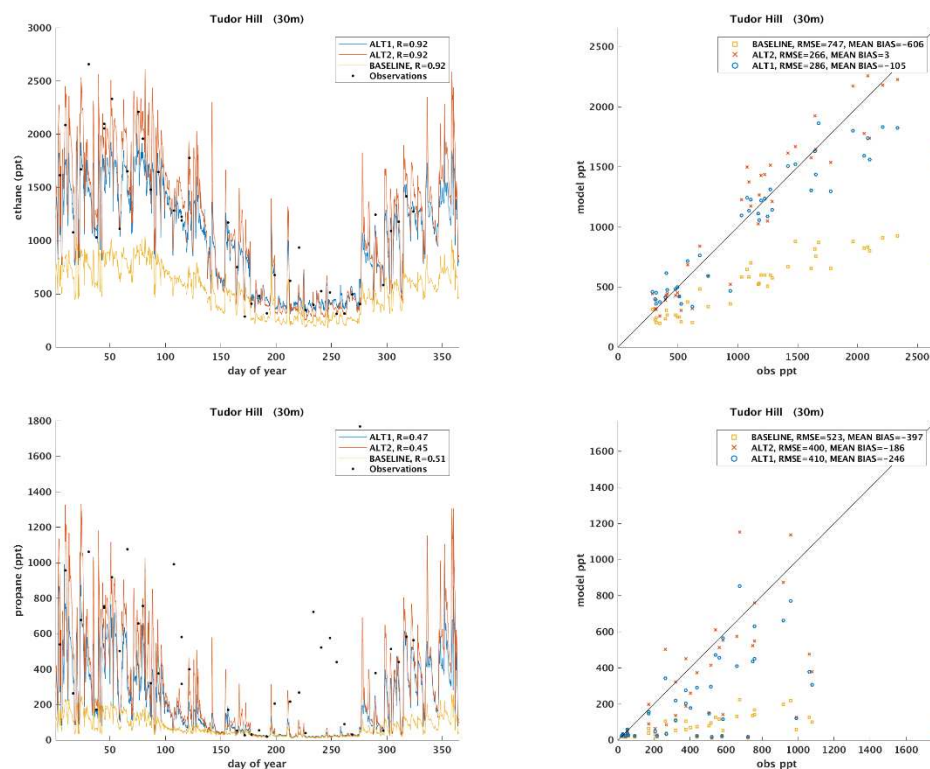 Tudor Hill (30m)
3000
2500
2000
1500
1000
500
0
ethane (ppt)
ALT1, R=0.92
ALT2, R=0.92
BASELINE, R=0.92
Observations
50 100 150 200 250 300 350
day of year
Tudor Hill (30m)
2500
2000
1500
1000
500
0
model ppt
BASELINE, RMSE=747, MEAN BIAS=-606
ALT2, RMSE=266, MEAN BIAS=3
ALT1, RMSE=286, MEAN BIAS=-105
0 500 1000 1500 2000 2500
obs ppt
Tudor Hill (30m)
1800
1600
1400
1200
1000
800
600
400
200
0
propane (ppt)
ALT1, R=0.47
ALT2, R=0.45
BASELINE, R=0.51
Observations
50 100 150 200 250 300 350
day of year
Tudor Hill (30m)
1600
1400
1200
1000
800
600
400
200
0
model ppt
BASELINE, RMSE=523, MEAN BIAS=-397
ALT2, RMSE=400, MEAN BIAS=-186
ALT1, RMSE=410, MEAN BIAS=-246
0 200 400 600 800 1000 1200 1400 1600
obs ppt